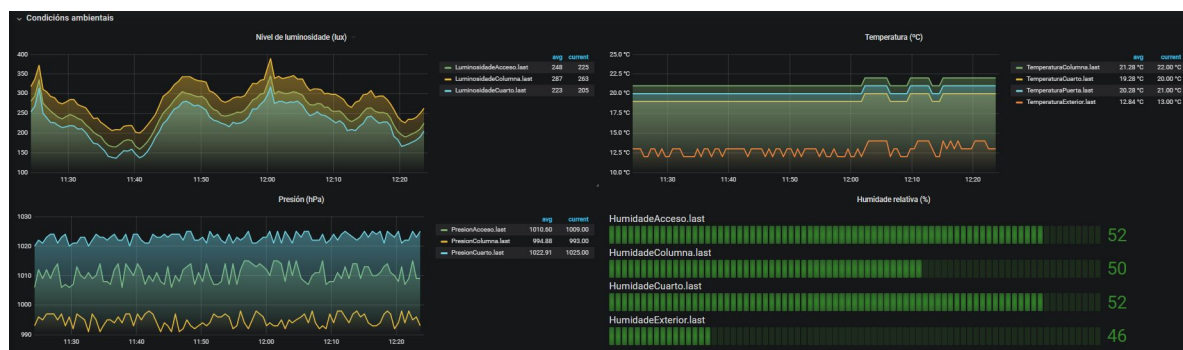 Condicións ambientais
Nivel de luminosidade (lux)
400
350
300
250
200
150
100
11:30 11:40 11:50 12:00 12:10 12:20
avg current
LuminosidadeAcceso.last 248 225
LuminosidadeColumna.last 287 263
LuminosidadeCuarto.last 223 205
Temperatura (ºC)
25.0 °C
22.5 °C
20.0 °C
17.5 °C
15.0 °C
12.5 °C
10.0 °C
11:30 11:40 11:50 12:00 12:10 12:20
avg current
TemperaturaColumna.last 21.28 °C 22.00 °C
TemperaturaCuarto.last 19.28 °C 20.00 °C
TemperaturaPuerta.last 20.28 °C 21.00 °C
TemperaturaExterior.last 12.84 °C 13.00 °C
Presión (hPa)
1030
1020
1010
1000
990
11:30 11:40 11:50 12:00 12:10 12:20
avg current
PresionAcceso.last 1010.60 1009.00
PresionColumna.last 994.88 993.00
PresionCuarto.last 1022.91 1025.00
Humidade relativa (%)
HumidadeAcceso.last
52
HumidadeColumna.last
50
HumidadeCuarto.last
52
HumidadeExterior.last
46